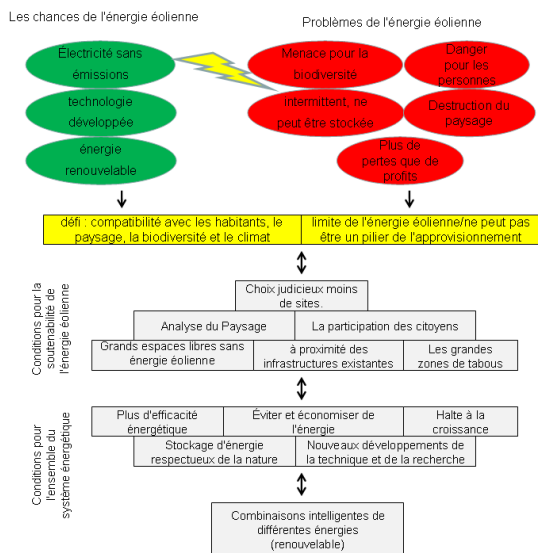 Les chances de l'énergie éolienne
Problèmes de l'énergie éolienne
Électricité sans
émissions
technologie
développée
énergie
renouvelable
Menace pour la
biodiversité
Danger
pour les
personnes
intermittent, ne
peut être stockée
Destruction du
paysage
Plus de
pertes que de
profits
défi : compatibilité avec les habitants, le
paysage, la biodiversité et le climat
limite de l'énergie éolienne/ne peut pas
être un pilier de l'approvisionnement
Conditions pour la
soutenabilité de
l'énergie éolienne
Choix judicieux moins
de sites.
Analyse du Paysage
La participation des citoyens
Grands espaces libres sans
énergie éolienne
à proximité des
infrastructures existantes
Les grandes
zones de tabous
Conditions pour
l'ensemble du
système énergétique
Plus d'efficacité
énergétique
Éviter et économiser de
l'énergie
Halte à la
croissance
Stockage d'énergie
respectueux de la nature
Nouveaux développements de
la technique et de la recherche
Combinaisons intelligentes de
différentes énergies
(renouvelable)